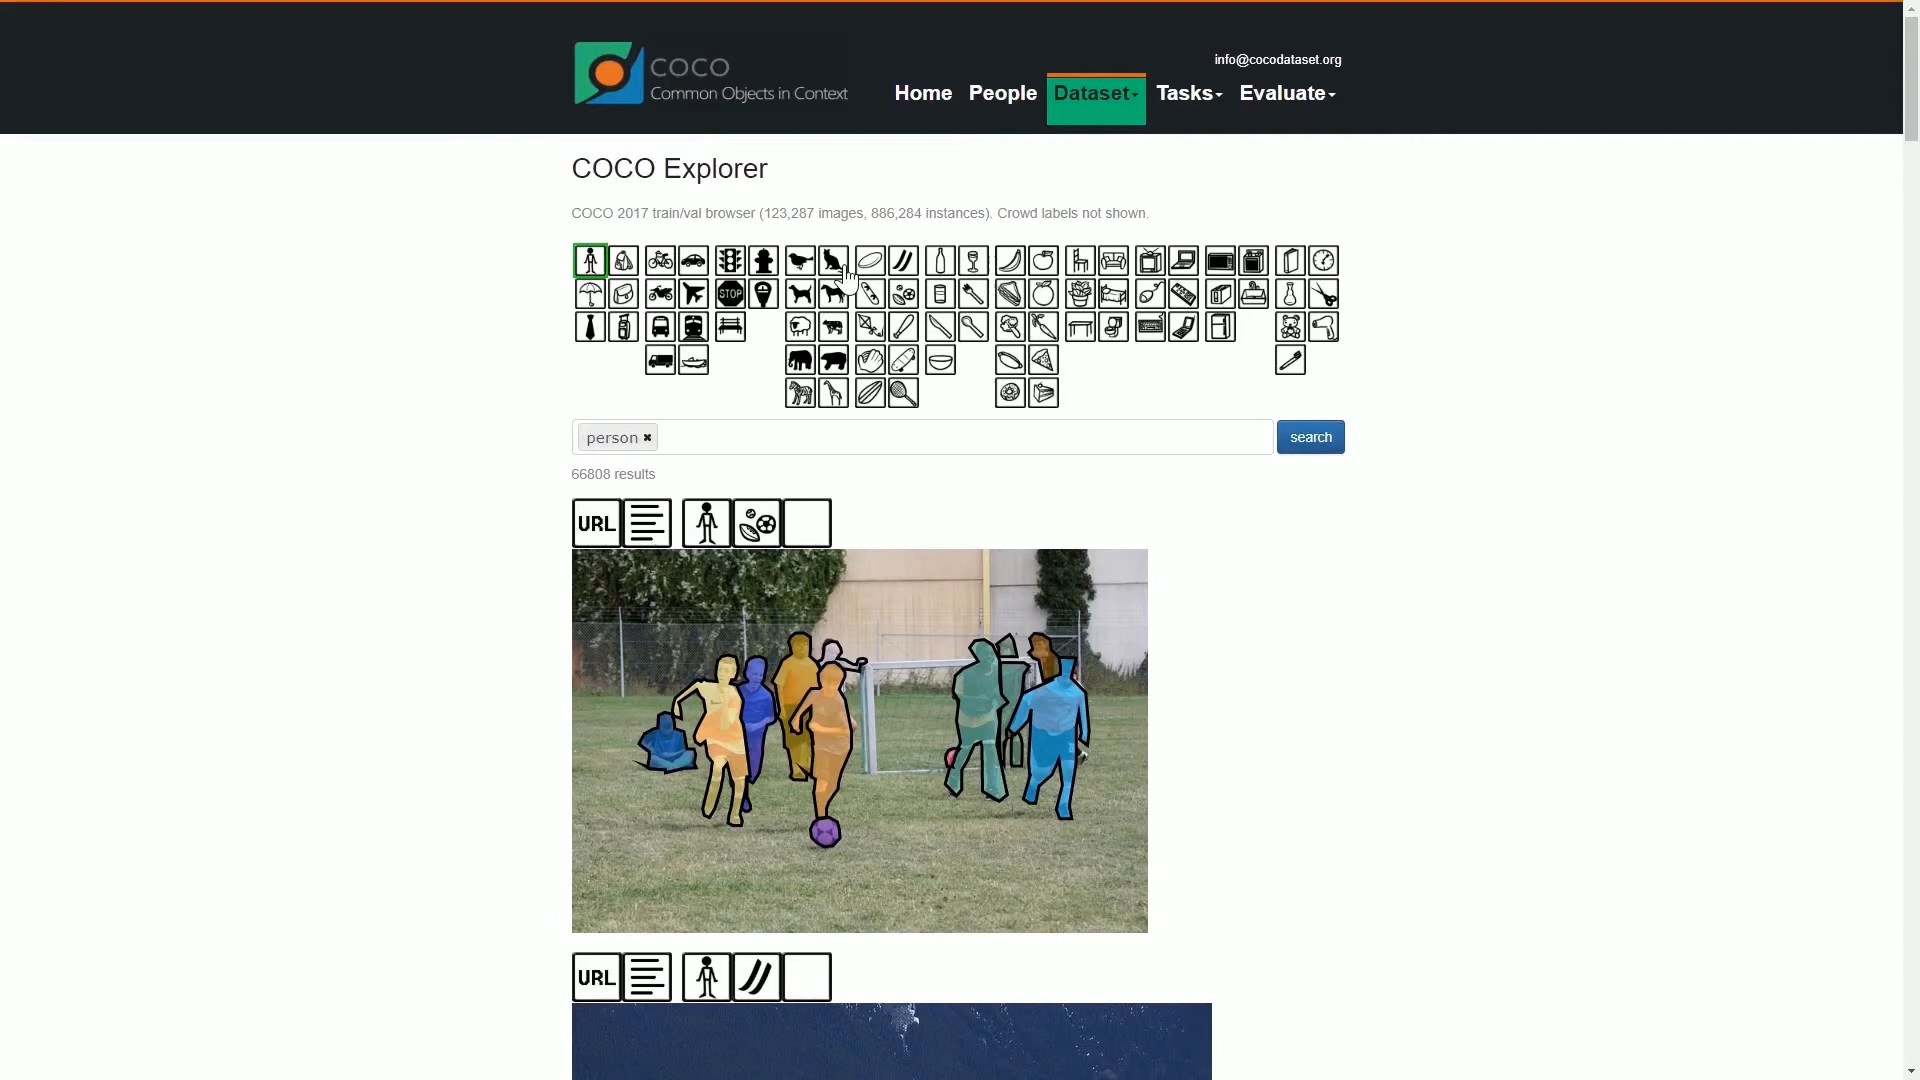 info@cocodataset.org
COCO
Common Objects in Context
Home People Dataset Tasks Evaluate
COCO Explorer
COCO 2017 train/val browser (123,287 images, 886,284 instances). Crowd labels not shown.
STOP
person
search
66808 results
URL
URL